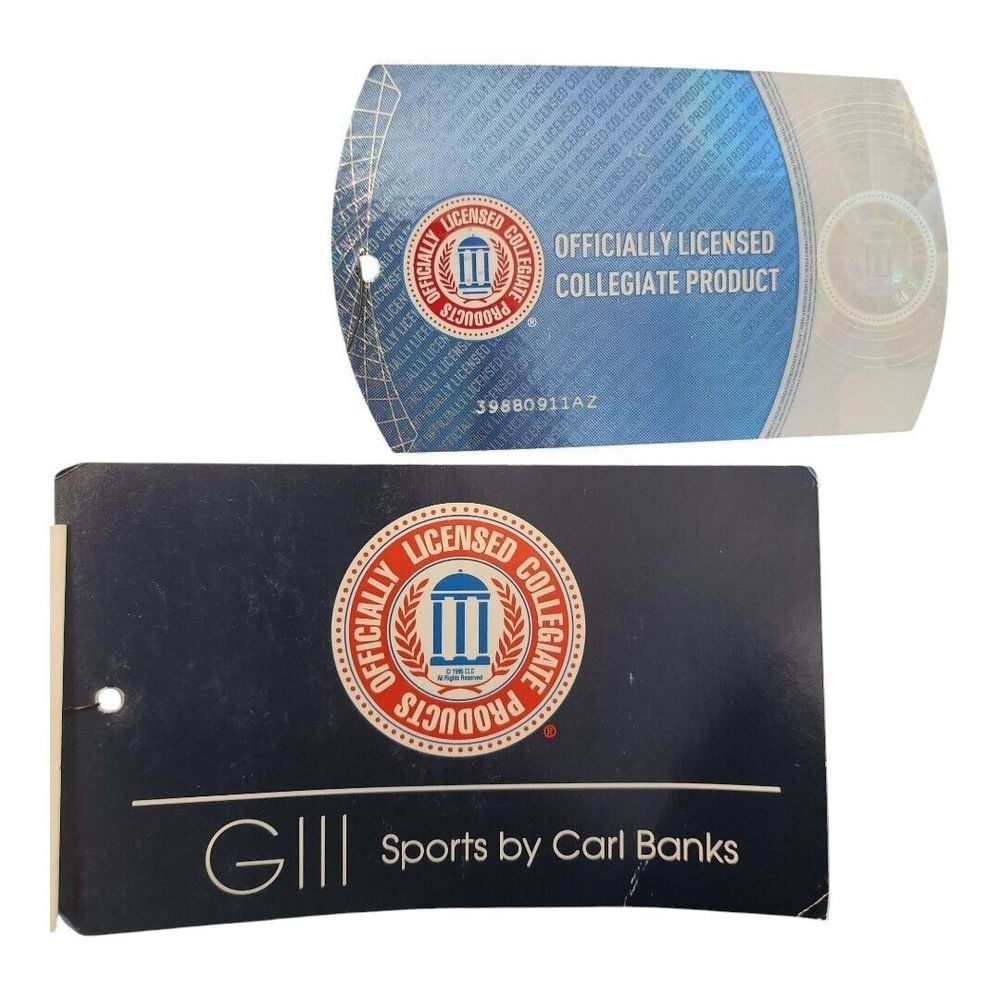 OFFICIALLY LICENSED COLLEGIATE PRODUCTS
®
OFFICIALLY LICENSED
COLLEGIATE PRODUCT
39880911AZ
OFFICIALLY LICENSED COLLEGIATE PRODUCTS
© 1996 CLC
All Rights Reserved
®
GIII Sports by Carl Banks